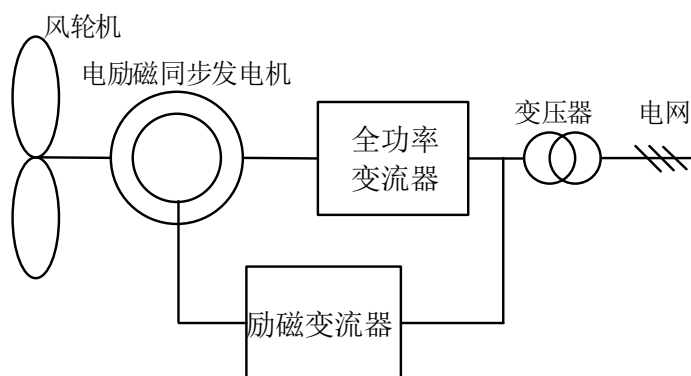 风轮机
电励磁同步发电机
全功率
变流器
变压器
电网
励磁变流器